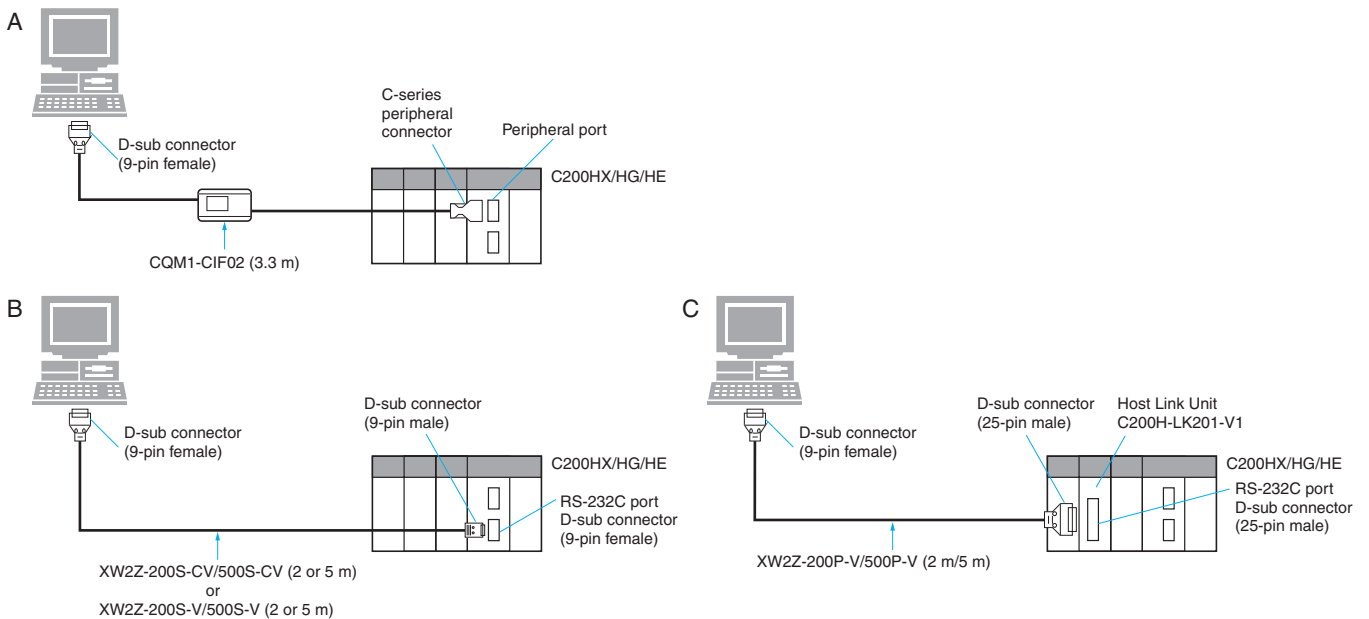 A
C-series
peripheral
connector
Peripheral port
D-sub connector
(9-pin female)
C200HX/HG/HE
CQM1-CIF02 (3.3 m)
B
D-sub connector
(9-pin male)
D-sub connector
(9-pin female)
C200HX/HG/HE
RS-232C port
D-sub connector
(9-pin female)
XW2Z-200S-CV/500S-CV (2 or 5 m)
or
XW2Z-200S-V/500S-V (2 or 5 m)
C
D-sub connector
(25-pin male)
Host Link Unit
C200H-LK201-V1
D-sub connector
(9-pin female)
C200HX/HG/HE
RS-232C port
D-sub connector
(25-pin male)
XW2Z-200P-V/500P-V (2 m/5 m)